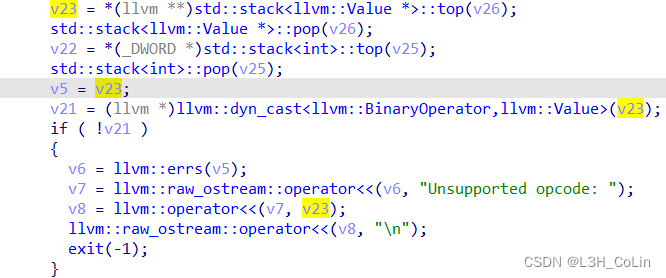 v23 = *(llvm **)std::stack<llvm::Value *>::top(v26);
std::stack<llvm::Value *>::pop(v26);
v22 = *(_DWORD *)std::stack<int>::top(v25);
std::stack<int>::pop(v25);
v5 = v23;
v21 = (llvm *)llvm::dyn_cast<llvm::BinaryOperator,llvm::Value>(v23);
if ( !v21 )
{
v6 = llvm::errs(v5);
v7 = llvm::raw_ostream::operator<<(v6, "Unsupported opcode: ");
v8 = llvm::operator<<(v7, v23);
llvm::raw_ostream::operator<<(v8, "\n");
exit(-1);
}
CSDN @L3H_CoLin